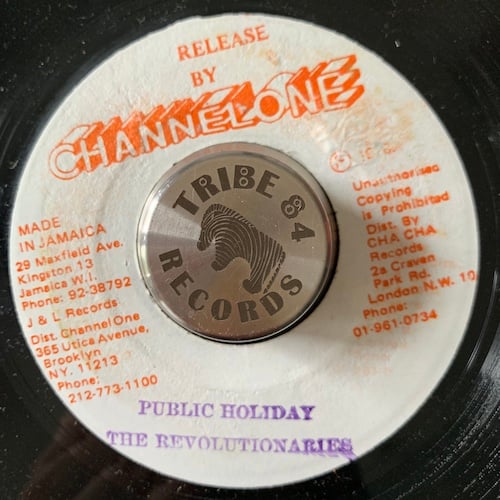 RELEASE
BY
CHANNEL ONE
MADE
IN JAMAICA
29 Maxfield Ave.
Kingston 13
Jamaica W.I.
Phone: 92-38792
J & L Records
Dist. Channel One
365 Utica Avenue,
Brooklyn
NY. 11213
Phone:
212-773-1100
TRIBE 84
RECORDS
Unauthorised
Copying
is Prohibited
Dist. BY
CHA CHA
Records
2a Craven
Park Rd.
London N.W. 10
Phone:
01-961-0734
PUBLIC HOLIDAY
THE REVOLUTIONARIES